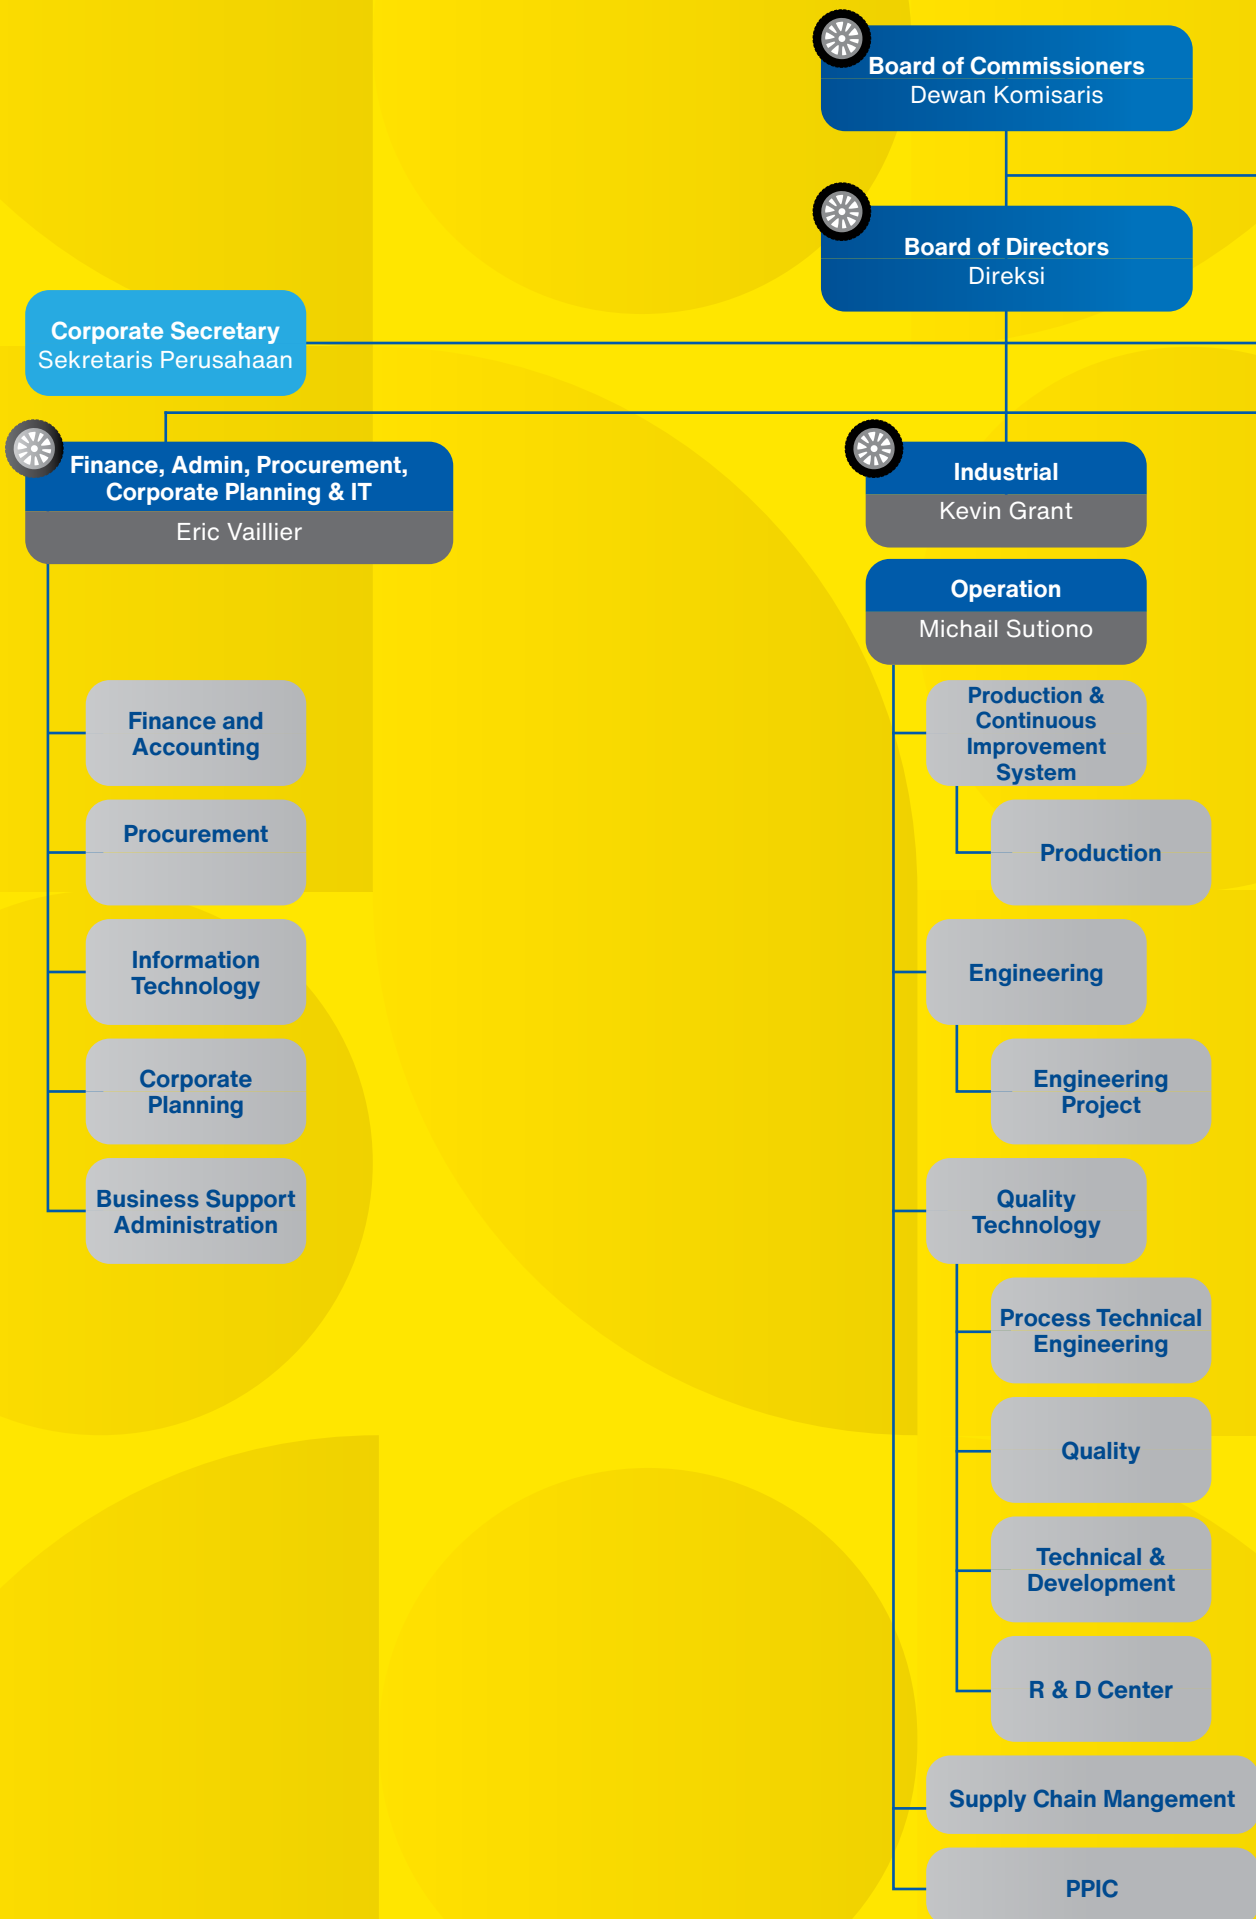 Board of Commissioners
Dewan Komisaris
Board of Directors
Direksi
Corporate Secretary
Sekretaris Perusahaan
Finance, Admin, Procurement,
Corporate Planning & IT
Eric Vaillier
Finance and
Accounting
Procurement
Information
Technology
Corporate
Planning
Business Support
Administration
Industrial
Kevin Grant
Operation
Michail Sutiono
Production &
Continuous
Improvement
System
Production
Engineering
Engineering
Project
Quality
Technology
Process Technical
Engineering
Quality
Technical &
Development
R & D Center
Supply Chain Mangement
PPIC